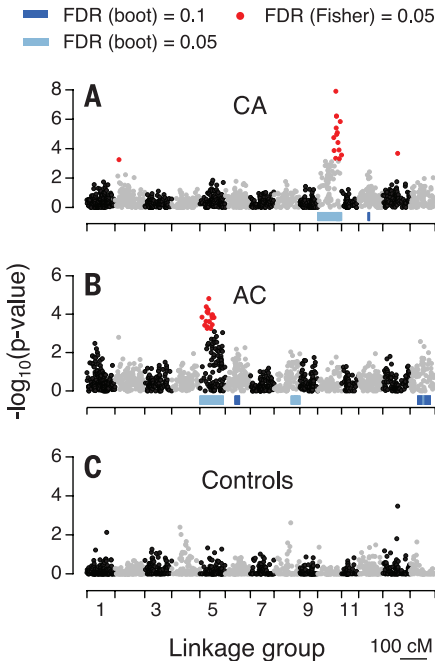 FDR (boot) = 0.1 FDR (Fisher) = 0.05
FDR (boot) = 0.05
A CA
8
6
4
2
0
B AC
6
4
2
0
-log10(p-value)
C Controls
6
4
2
0
1 3 5 7 9 11 13
Linkage group 100 cM